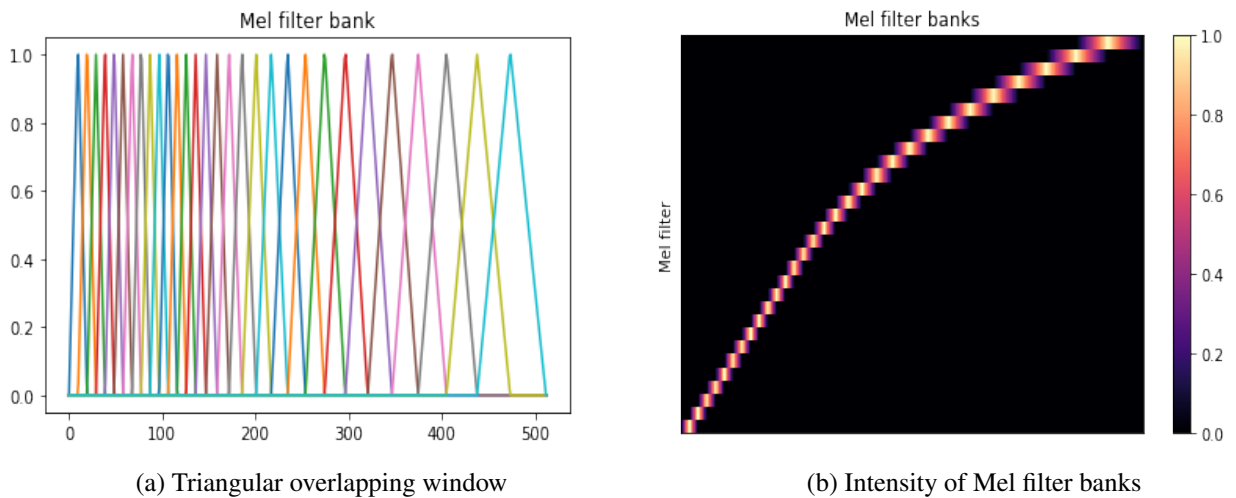 Mel filter bank
1.0
0.8
0.6
0.4
0.2
0.0
0 100 200 300 400 500
(a) Triangular overlapping window
Mel filter banks
Mel filter
1.0
0.8
0.6
0.4
0.2
0.0
(b) Intensity of Mel filter banks